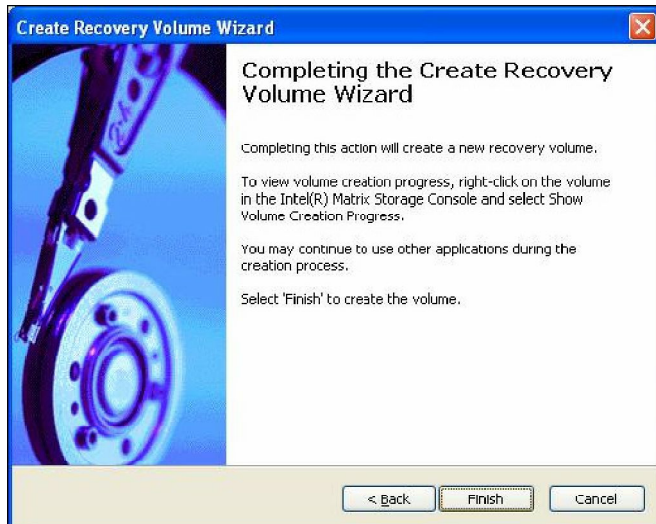 Create Recovery Volume Wizard
Completing the Create Recovery
Volume Wizard
Completing this action will create a new recovery volume.
To view volume creation progress, right-click on the volume
in the Intel(R) Matrix Storage Console and select Show
Volume Creation Progress.
You may continue to use other applications during the
creation process.
Select 'Finish' to create the volume.
< Back Finish Cancel